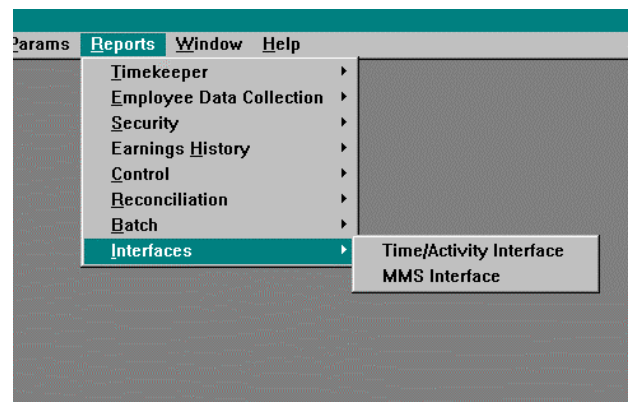 Params Reports Window Help
Timekeeper
Employee Data Collection
Security
Earnings History
Control
Reconciliation
Batch
Interfaces
Time/Activity Interface
MMS Interface